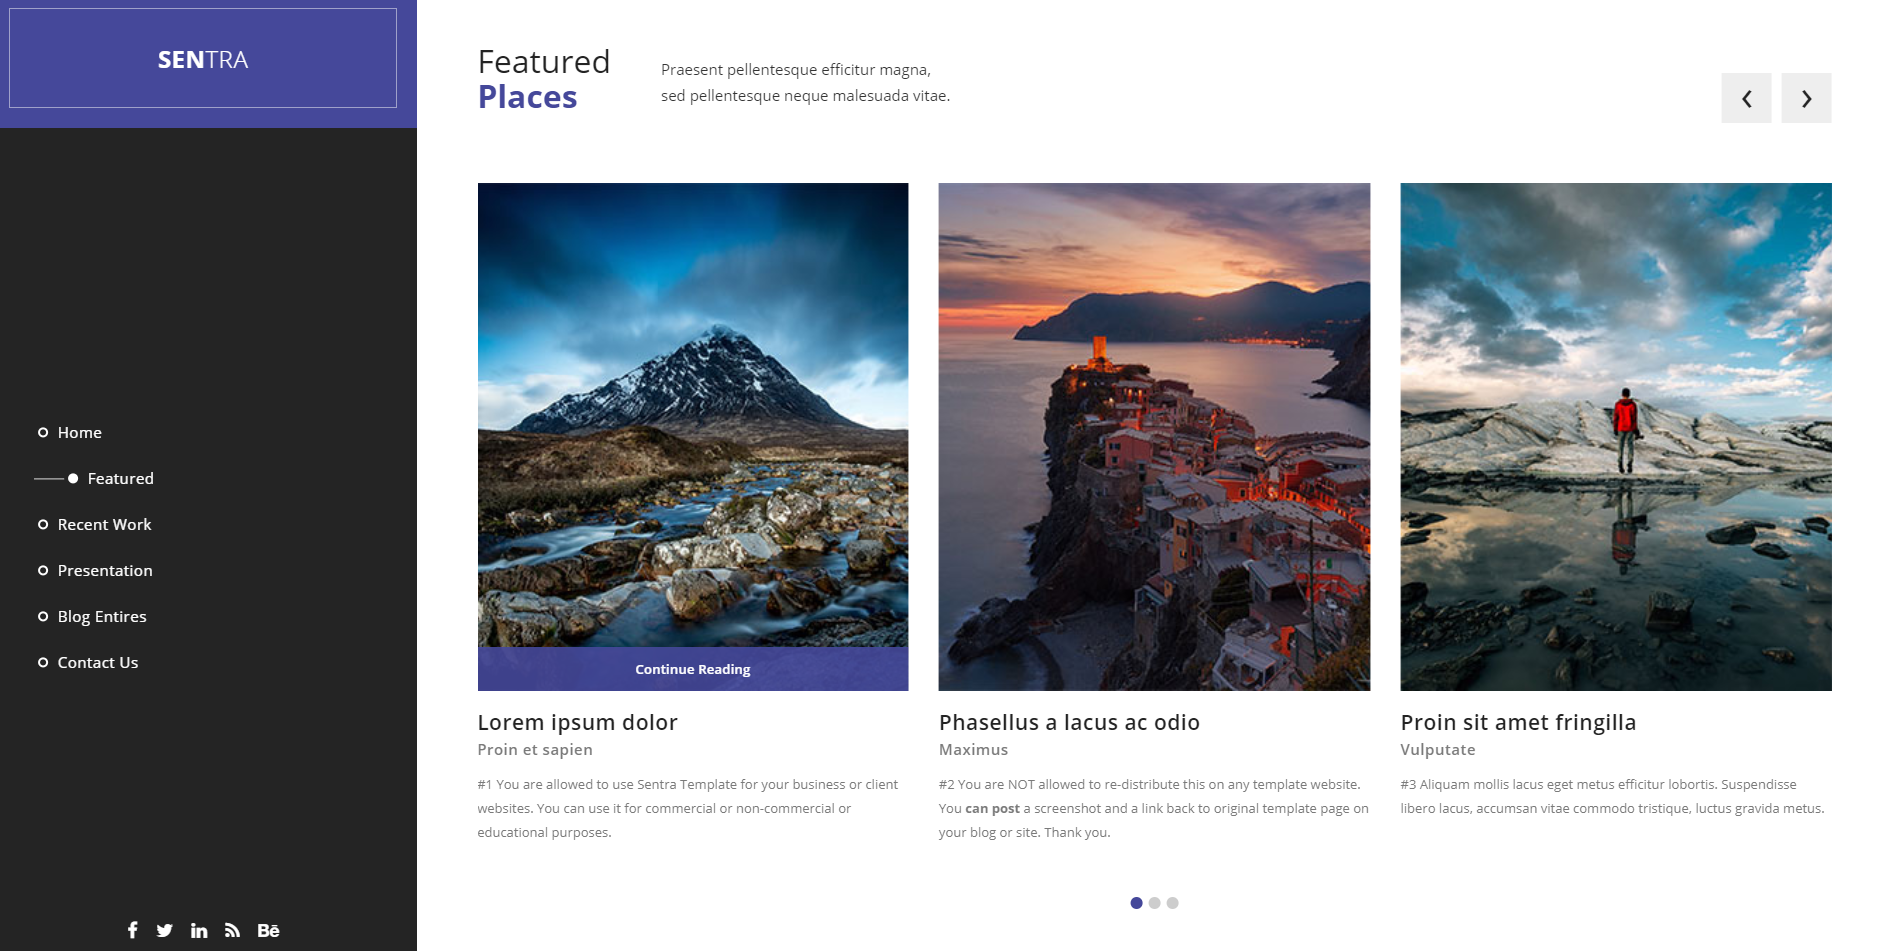 SENTRA
Home
Featured
Recent Work
Presentation
Blog Entires
Contact Us
Featured
Places
Praesent pellentesque efficitur magna,
sed pellentesque neque malesuada vitae.
Continue Reading
Lorem ipsum dolor
Proin et sapien
#1 You are allowed to use Sentra Template for your business or client
websites. You can use it for commercial or non-commercial or
educational purposes.
Phasellus a lacus ac odio
Maximus
#2 You are NOT allowed to re-distribute this on any template website.
You can post a screenshot and a link back to original template page on
your blog or site. Thank you.
Proin sit amet fringilla
Vulputate
#3 Aliquam mollis lacus eget metus efficitur lobortis. Suspendisse
libero lacus, accumsan vitae commodo tristique, luctus gravida metus.